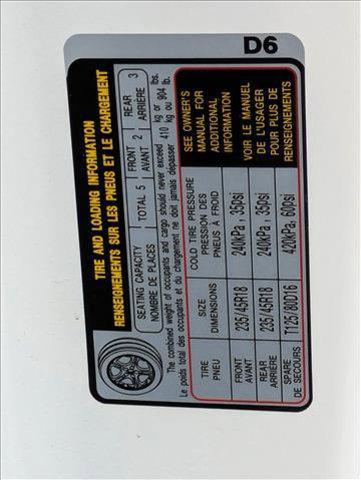 D6
TIRE AND LOADING INFORMATION
RENSEIGNEMENTS SUR LES PNEUS ET LE CHARGEMENT
SEATING CAPACITY TOTAL 5 FRONT 2 REAR 3
NOMBRE DE PLACES AVANT ARRIÈRE
The combined weight of occupants and cargo should never exceed 410 kg or 904 lbs.
Le poids total des occupants et du chargement ne doit jamais dépasser kg ou lb.
TIRE SIZE COLD TIRE PRESSURE SEE OWNER'S
PNEU DIMENSIONS PRESSION DES MANUAL FOR
PNEUS À FROID ADDITIONAL
INFORMATION
FRONT 235/45R18 240kPa , 35psi
AVANT
VOIR LE MANUEL
REAR 235/45R18 240kPa , 35psi DE L'USAGER
ARRIÈRE POUR PLUS DE
SPARE T125/80D16 420kPa, 60psi RENSEIGNEMENTS
DE SECOURS